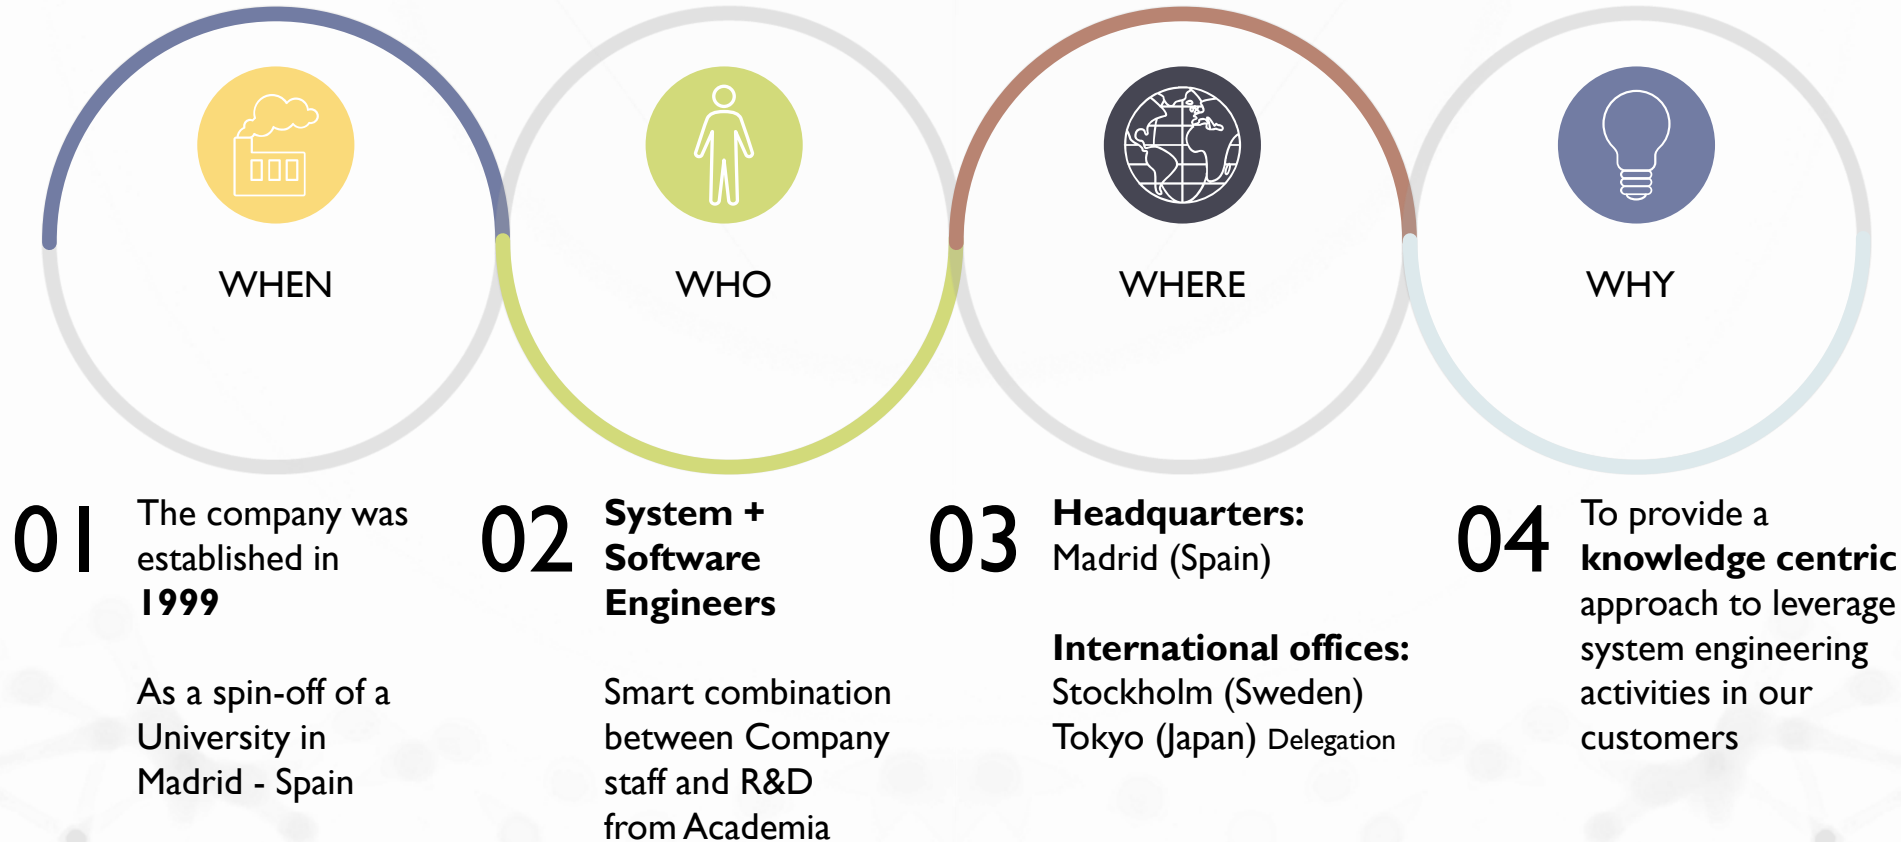 WHEN
WHO
WHERE
WHY
01
The company was
established in
1999
As a spin-off of a
University in
Madrid - Spain
02
System +
Software
Engineers
Smart combination
between Company
staff and R&D
from Academia
03
Headquarters:
Madrid (Spain)
International offices:
Stockholm (Sweden)
Tokyo (Japan) Delegation
04
To provide a
knowledge centric
approach to leverage
system engineering
activities in our
customers